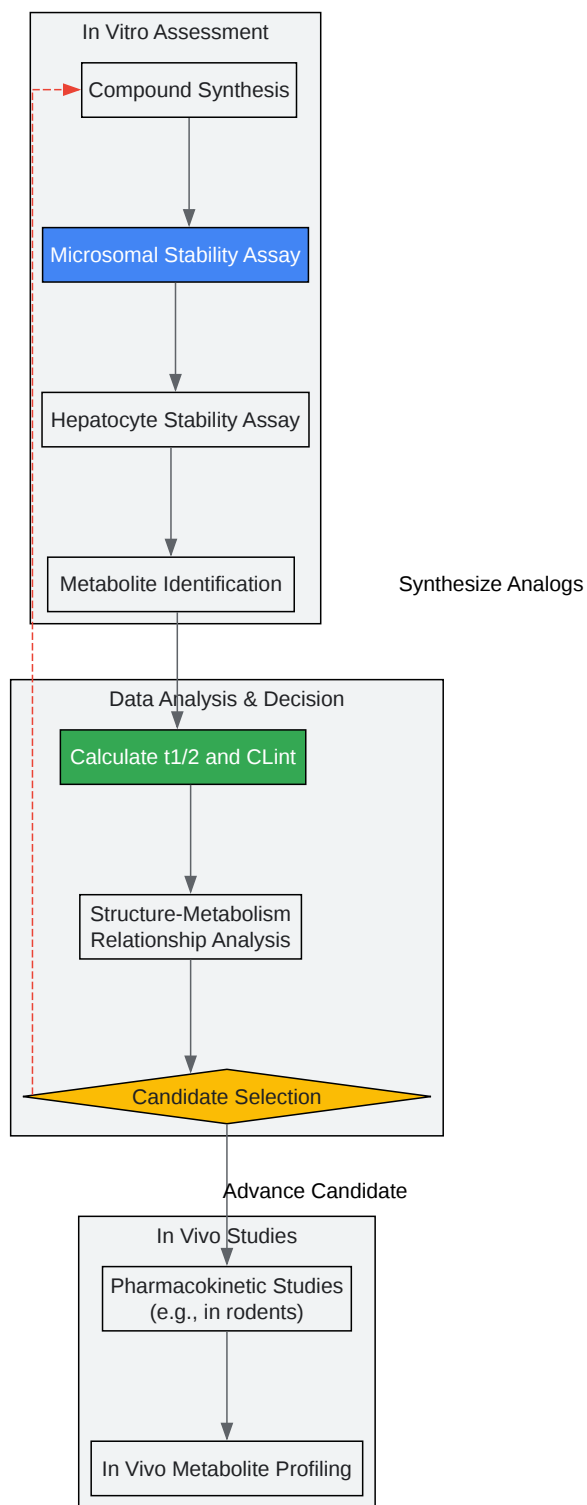 In Vitro Assessment
Compound Synthesis
Microsomal Stability Assay
Hepatocyte Stability Assay
Metabolite Identification
Synthesize Analogs
Data Analysis & Decision
Calculate t1/2 and CLint
Structure-Metabolism
Relationship Analysis
Candidate Selection
Advance Candidate
In Vivo Studies
Pharmacokinetic Studies
(e.g., in rodents)
In Vivo Metabolite Profiling